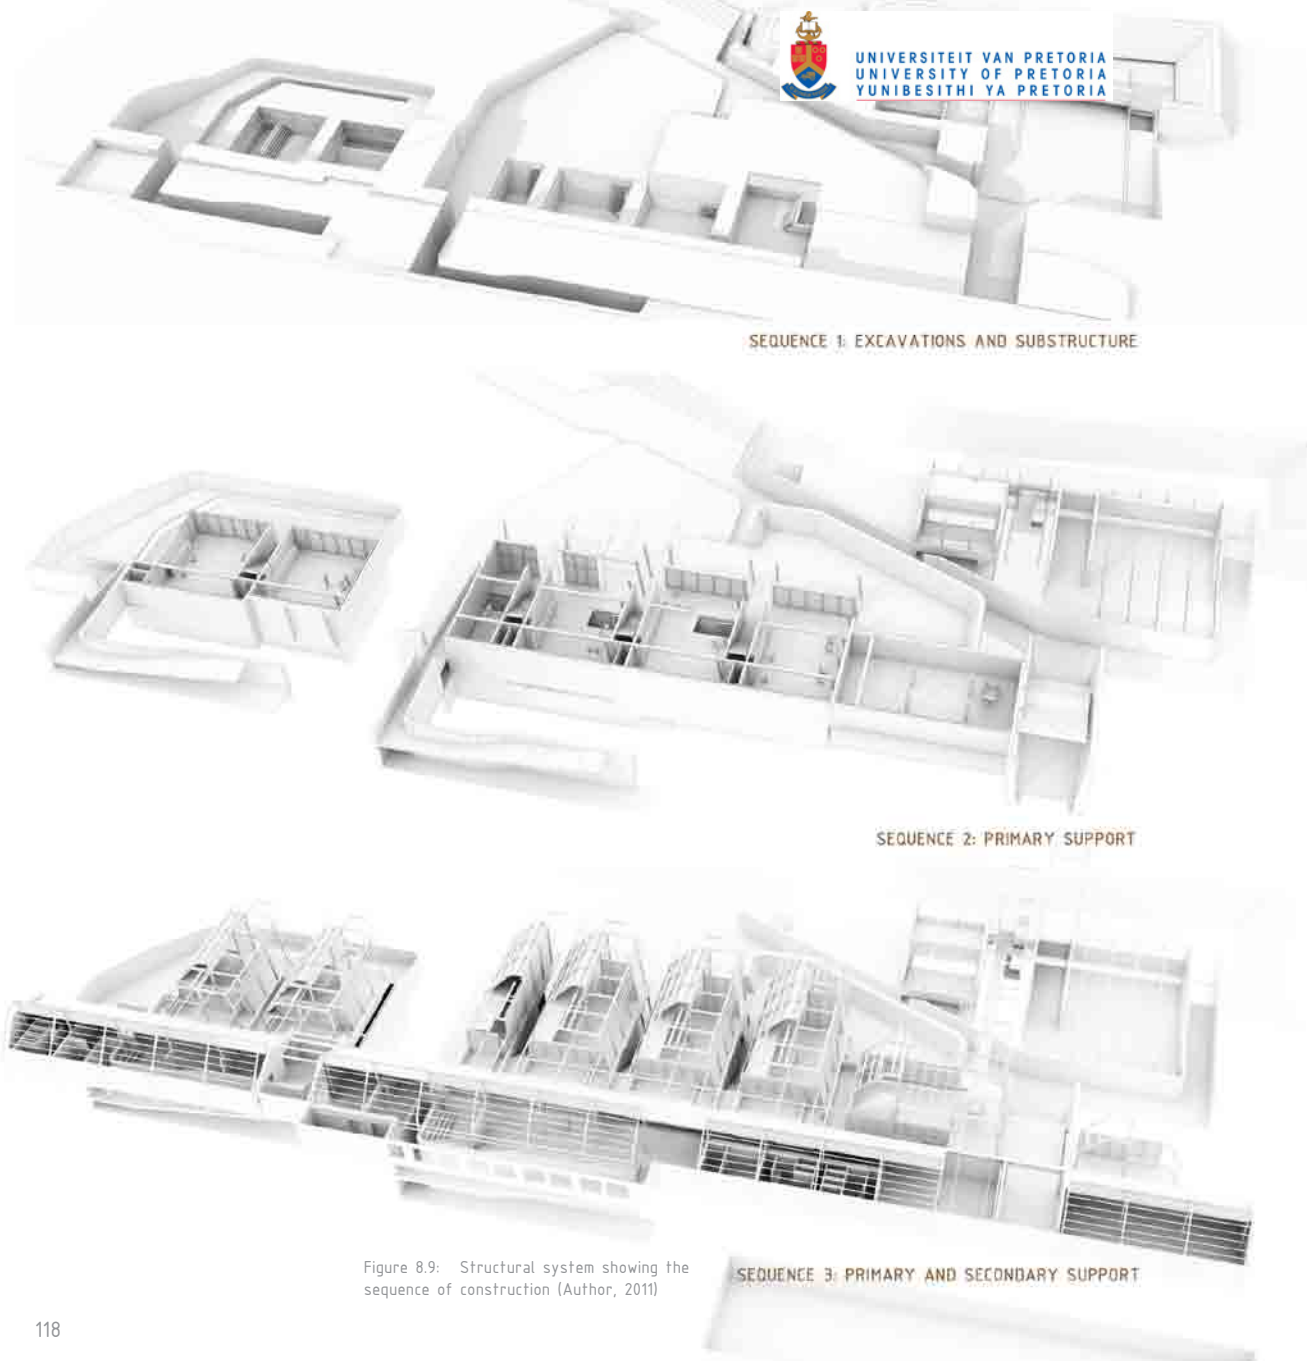 UNIVERSITEIT VAN PRETORIA
UNIVERSITY OF PRETORIA
YUNIBESITHI YA PRETORIA
SEQUENCE 1: EXCAVATIONS AND SUBSTRUCTURE
SEQUENCE 2: PRIMARY SUPPORT
SEQUENCE 3: PRIMARY AND SECONDARY SUPPORT
Figure 8.9: Structural system showing the
sequence of construction (Author, 2011)
118